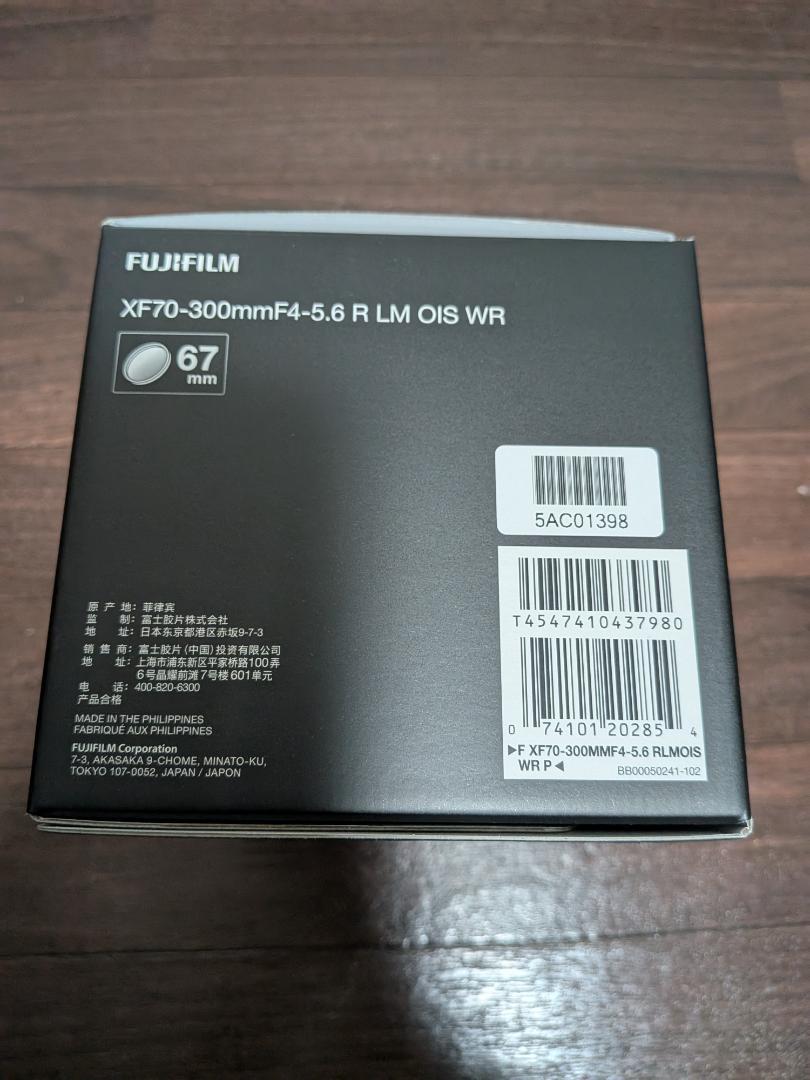 FUJIFILM
XF70-300mmF4-5.6 R LM OIS WR
67
mm
5AC01398
T4547410437980
0 74101 20285 4
▶F XF70-300MMF4-5.6 RLMOIS
WR P◀
BB00050241-102
原 产 地：菲律宾
监 制：富士胶片株式会社
地 址：日本东京都港区赤坂9-7-3
销 售 商：富士胶片（中国）投资有限公司
地 址：上海市浦东新区平家桥路100弄
6号晶耀前滩7号楼601单元
电 话：400-820-6300
产品合格
MADE IN THE PHILIPPINES
FABRIQUÉ AUX PHILIPPINES
FUJIFILM Corporation
7-3, AKASAKA 9-CHOME, MINATO-KU,
TOKYO 107-0052, JAPAN / JAPON